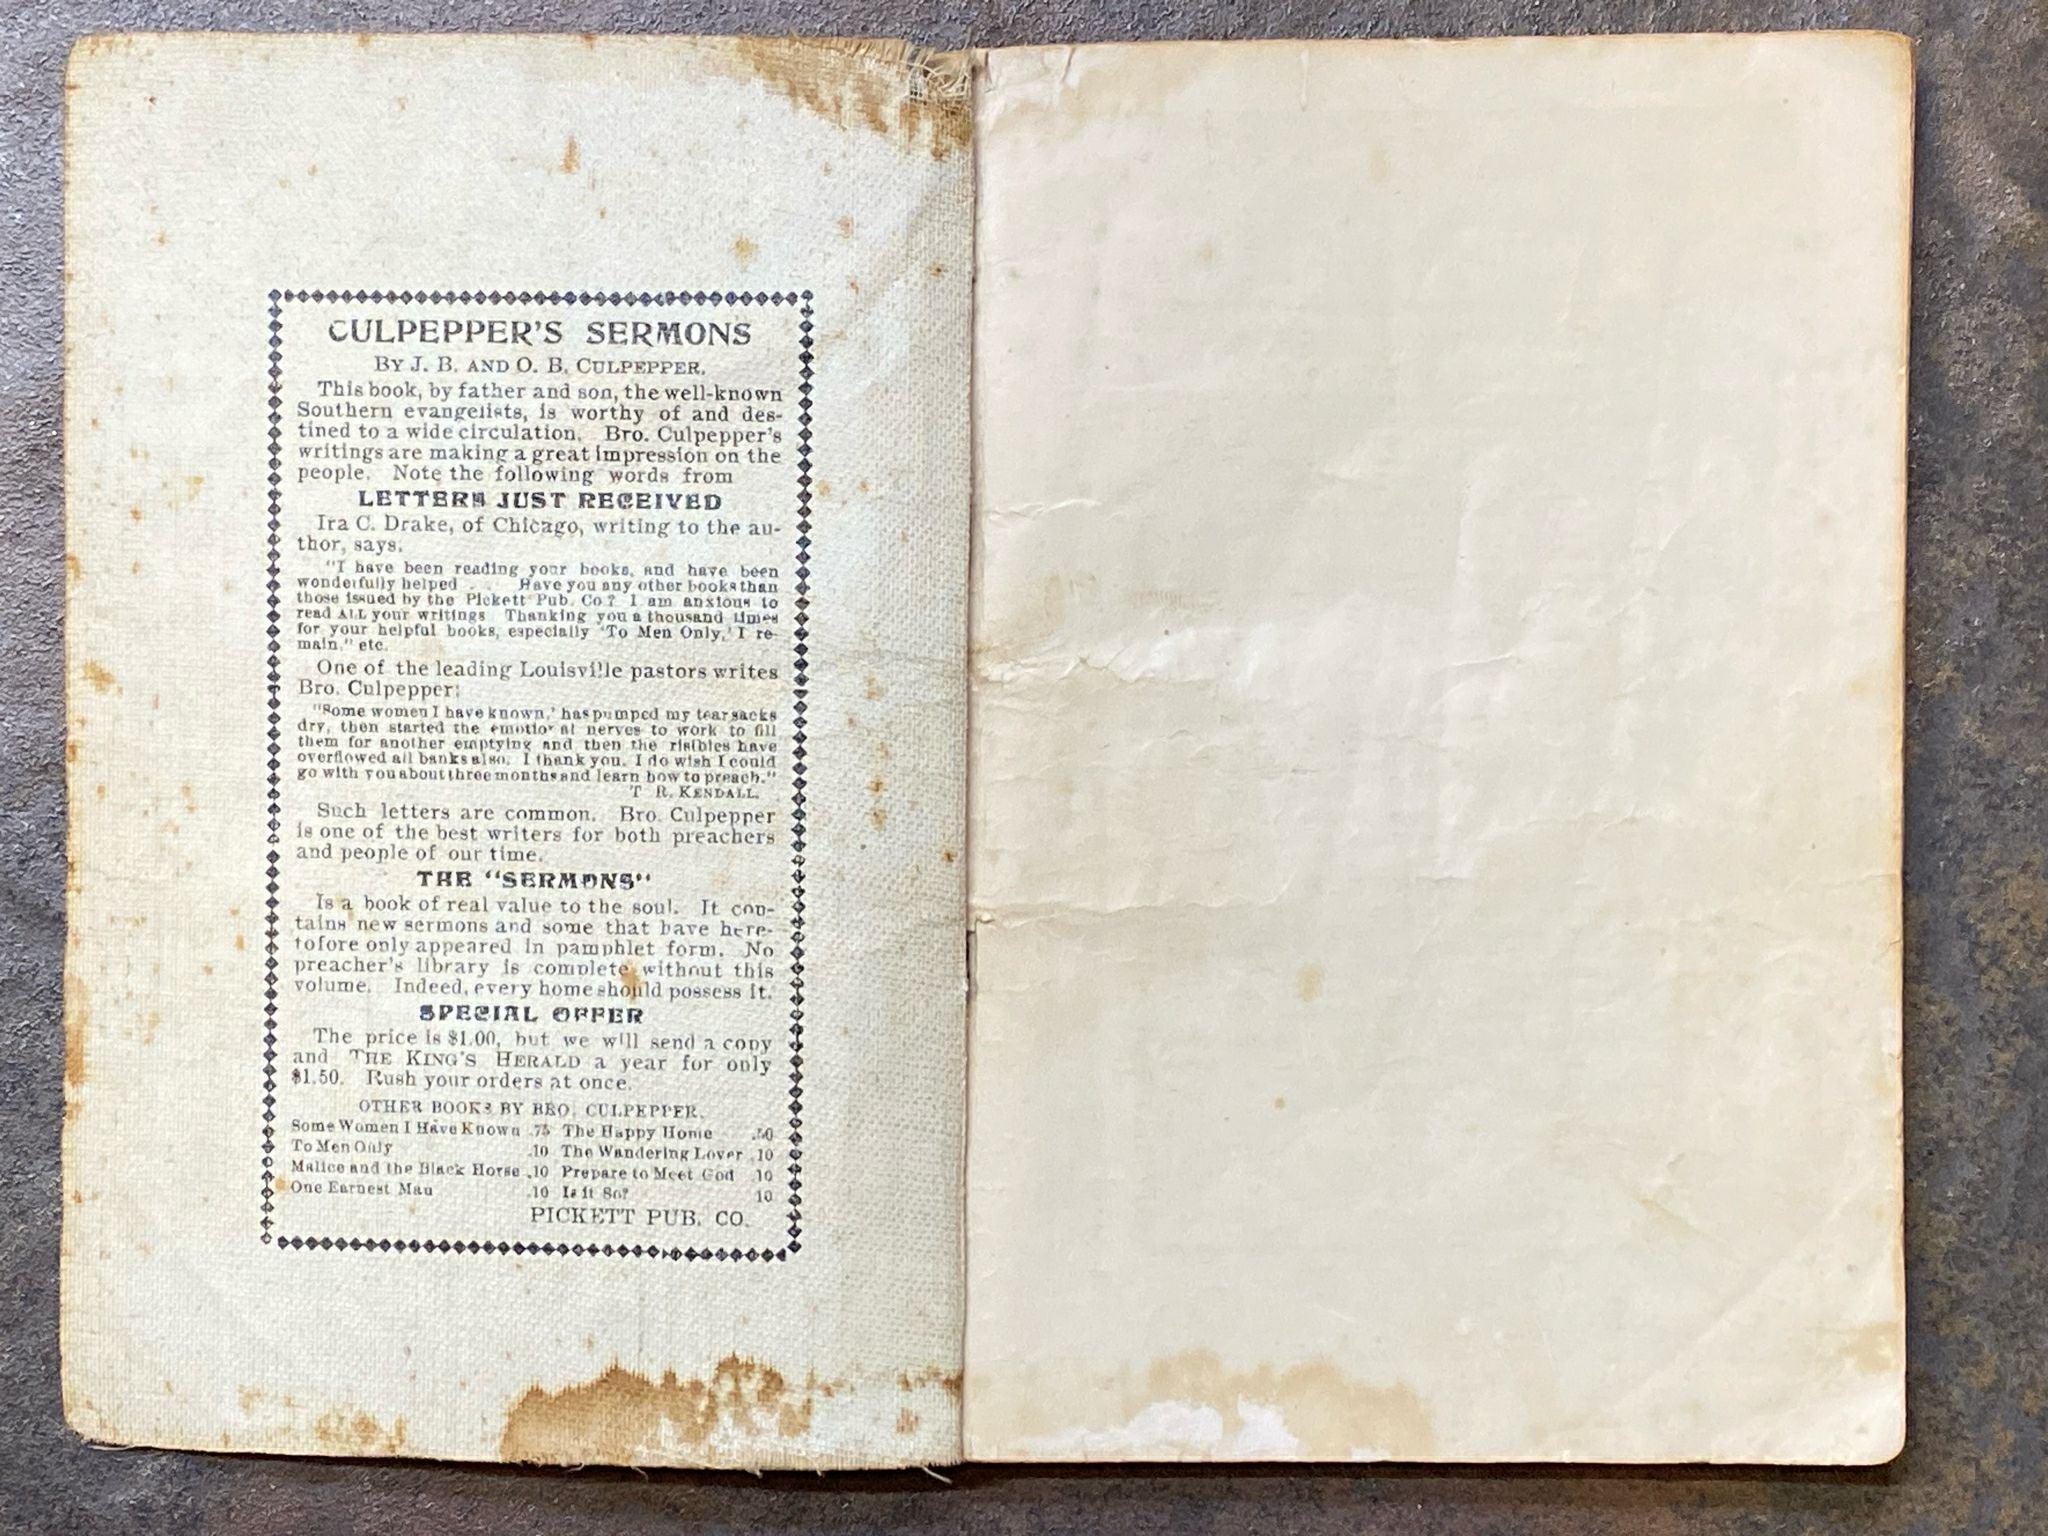 CULPEPPER'S SERMONS
BY J. B. AND O. B. CULPEPPER.
This book, by father and son, the well-known
Southern evangelists, is worthy of and des-
tined to a wide circulation. Bro. Culpepper's
writings are making a great impression on the
people. Note the following words from
LETTERS JUST RECEIVED
Ira C. Drake, of Chicago, writing to the au-
thor, says.
"I have been reading your books, and have been
wonderfully helped . . Have you any other books than
those issued by the Pickett Pub. Co? I am anxious to
read ALL your writings Thanking you a thousand times
for your helpful books, especially 'To Men Only,' I re-
main," etc.
One of the leading Louisville pastors writes
Bro. Culpepper:
"Some women I have known,' has pumped my tear sacks
dry, then started the emotional nerves to work to fill
them for another emptying and then the risibles have
overflowed all banks also. I thank you. I do wish I could
go with you about three months and learn how to preach."
T R. KENDALL.
Such letters are common. Bro. Culpepper
is one of the best writers for both preachers
and people of our time.
THE "SERMONS"
Is a book of real value to the soul. It con-
tains new sermons and some that have here-
tofore only appeared in pamphlet form. No
preacher's library is complete without this
volume. Indeed, every home should possess it.
SPECIAL OFFER
The price is $1.00, but we will send a copy
and THE KING'S HERALD a year for only
$1.50. Rush your orders at once.
OTHER BOOKS BY BRO. CULPEPPER.
Some Women I Have Known .75 The Happy Home .50
To Men Only .10 The Wandering Lover .10
Malice and the Black Horse .10 Prepare to Meet God 10
One Earnest Man .10 Is it So? 10
PICKETT PUB. CO.